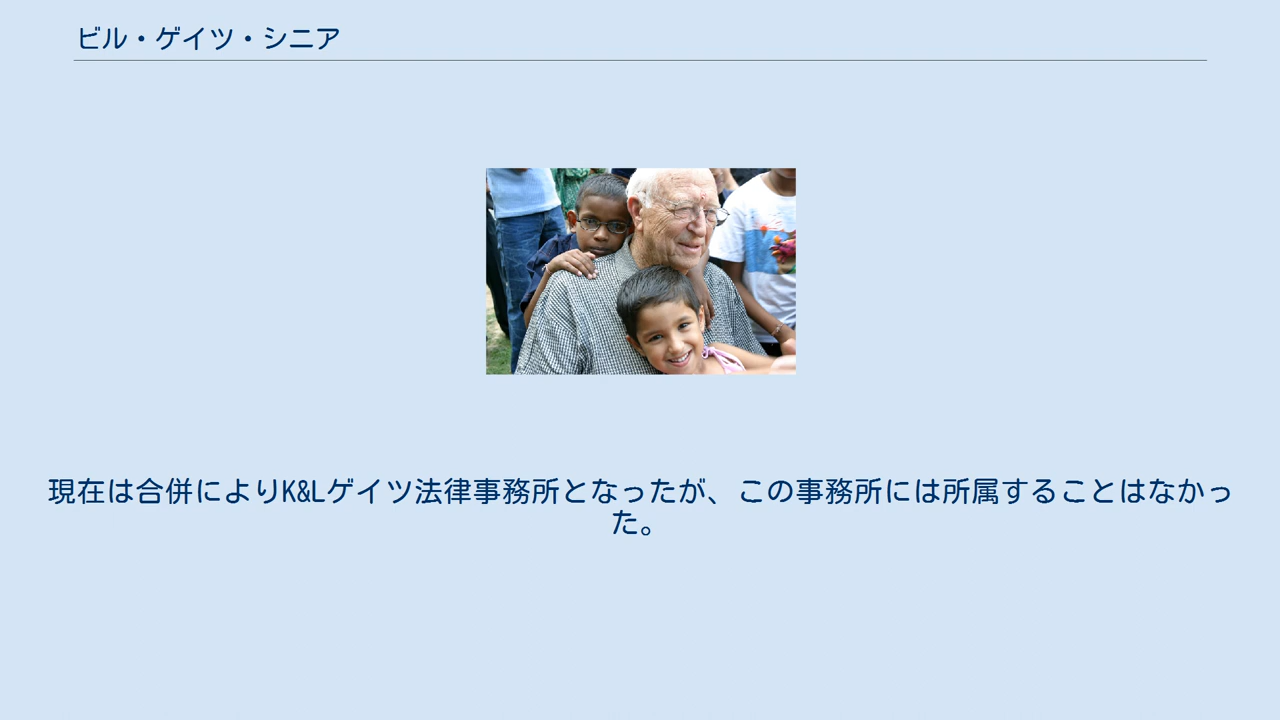 ビル・ゲイツ・シニア
現在は合併によりK&Lゲイツ法律事務所となったが、この事務所には所属することはなかっ
た。